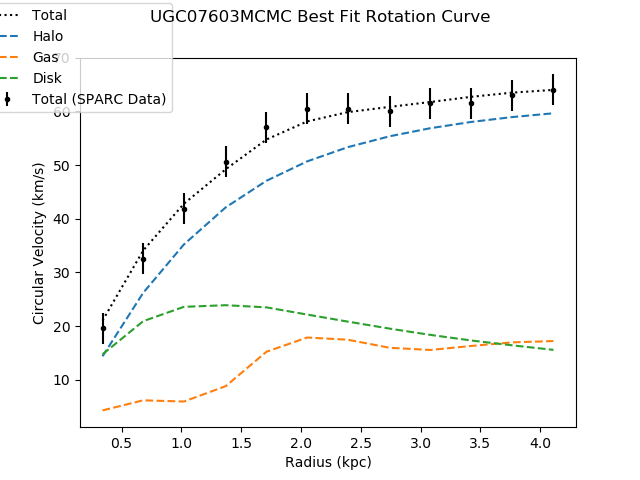 UGC07603MCMC Best Fit Rotation Curve
Total
Halo
Gas
Disk
Total (SPARC Data)
70
60
50
40
30
20
10
Circular Velocity (km/s)
0.5 1.0 1.5 2.0 2.5 3.0 3.5 4.0
Radius (kpc)